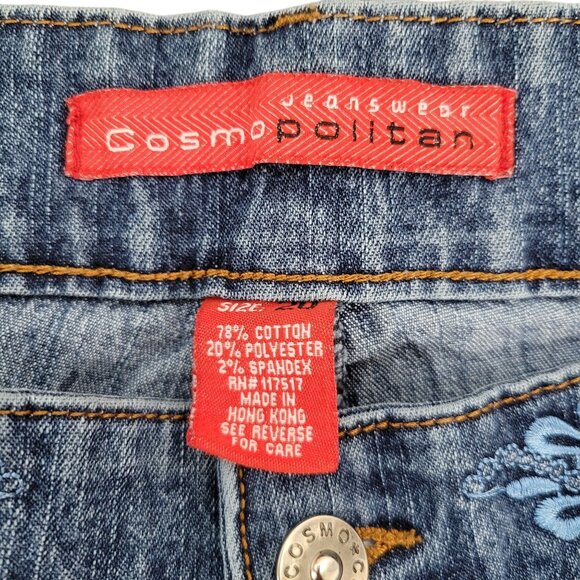 Jeanswear
Cosmopolitan
SIZE:
78% COTTON
20% POLYESTER
2% SPANDEX
RN# 117517
MADE IN
HONG KONG
SEE REVERSE
FOR CARE
COSMO★C